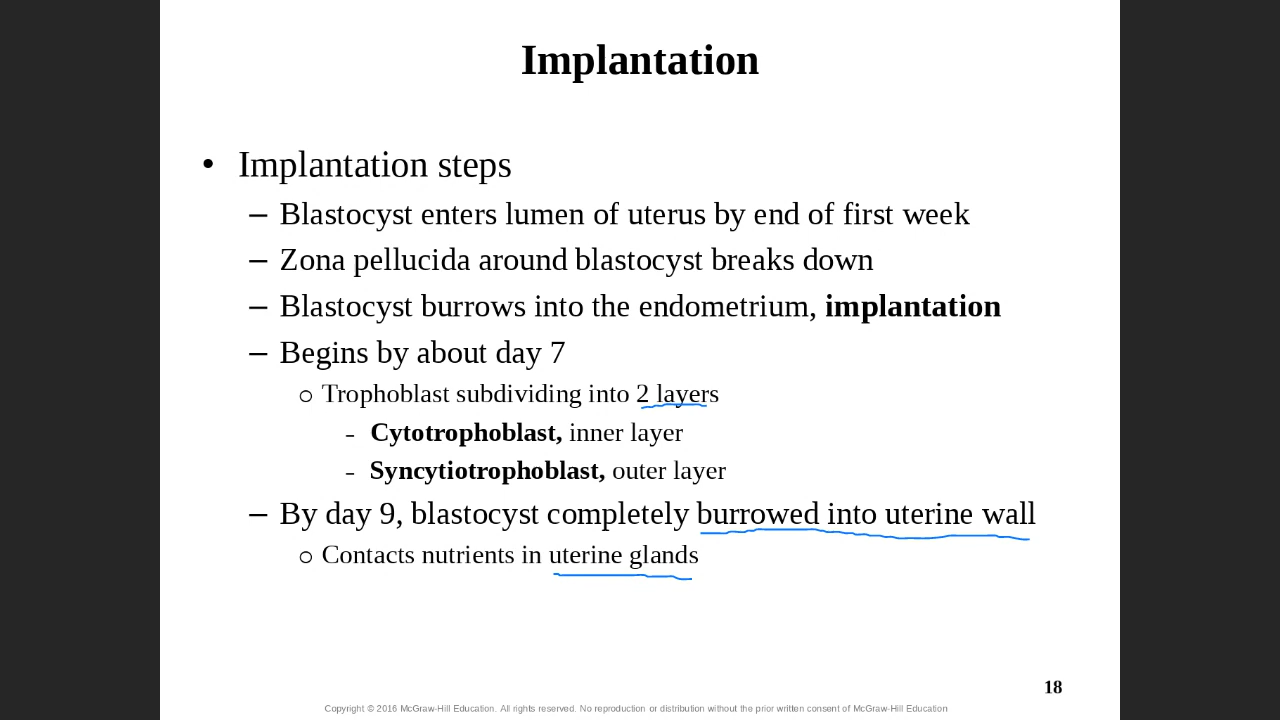 Implantation
• Implantation steps
– Blastocyst enters lumen of uterus by end of first week
– Zona pellucida around blastocyst breaks down
– Blastocyst burrows into the endometrium, implantation
– Begins by about day 7
o Trophoblast subdividing into 2 layers
- Cytotrophoblast, inner layer
- Syncytiotrophoblast, outer layer
– By day 9, blastocyst completely burrowed into uterine wall
o Contacts nutrients in uterine glands
18
Copyright © 2016 McGraw-Hill Education. All rights reserved. No reproduction or distribution without the prior written consent of McGraw-Hill Education